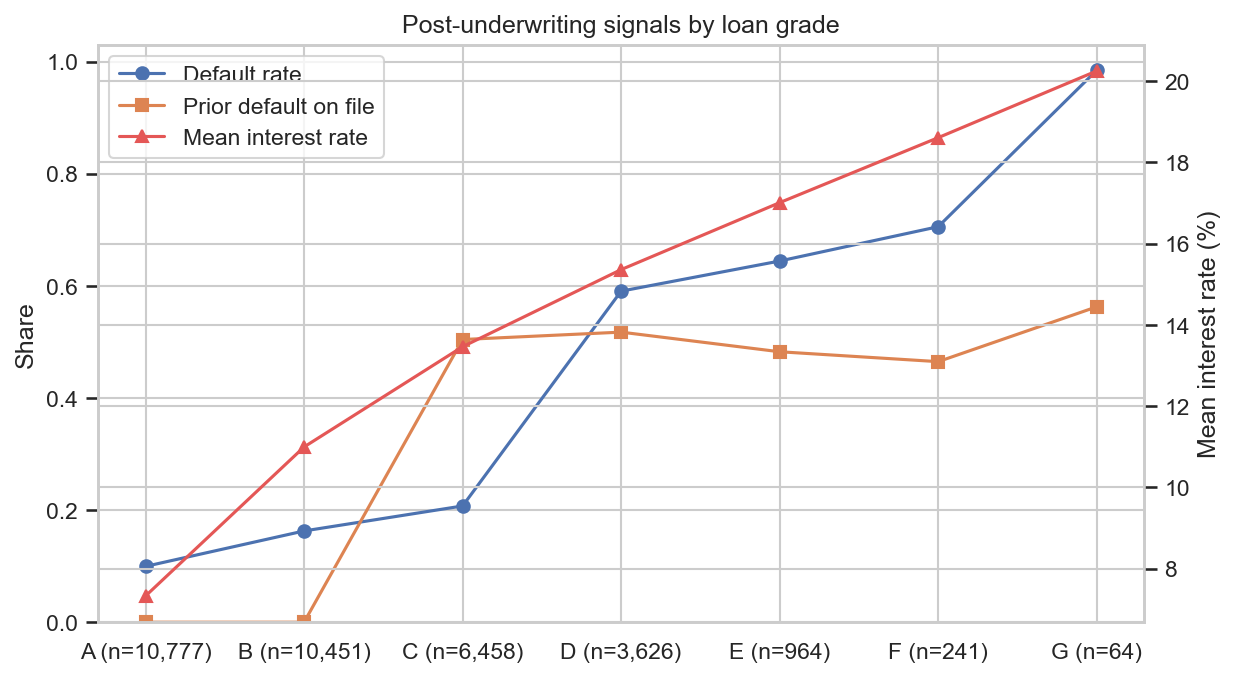 Post-underwriting signals by loan grade
Default rate
Prior default on file
Mean interest rate
1.0
0.8
0.6
0.4
0.2
0.0
Share
20
18
16
14
12
10
8
Mean interest rate (%)
A (n=10,777) B (n=10,451) C (n=6,458) D (n=3,626) E (n=964) F (n=241) G (n=64)